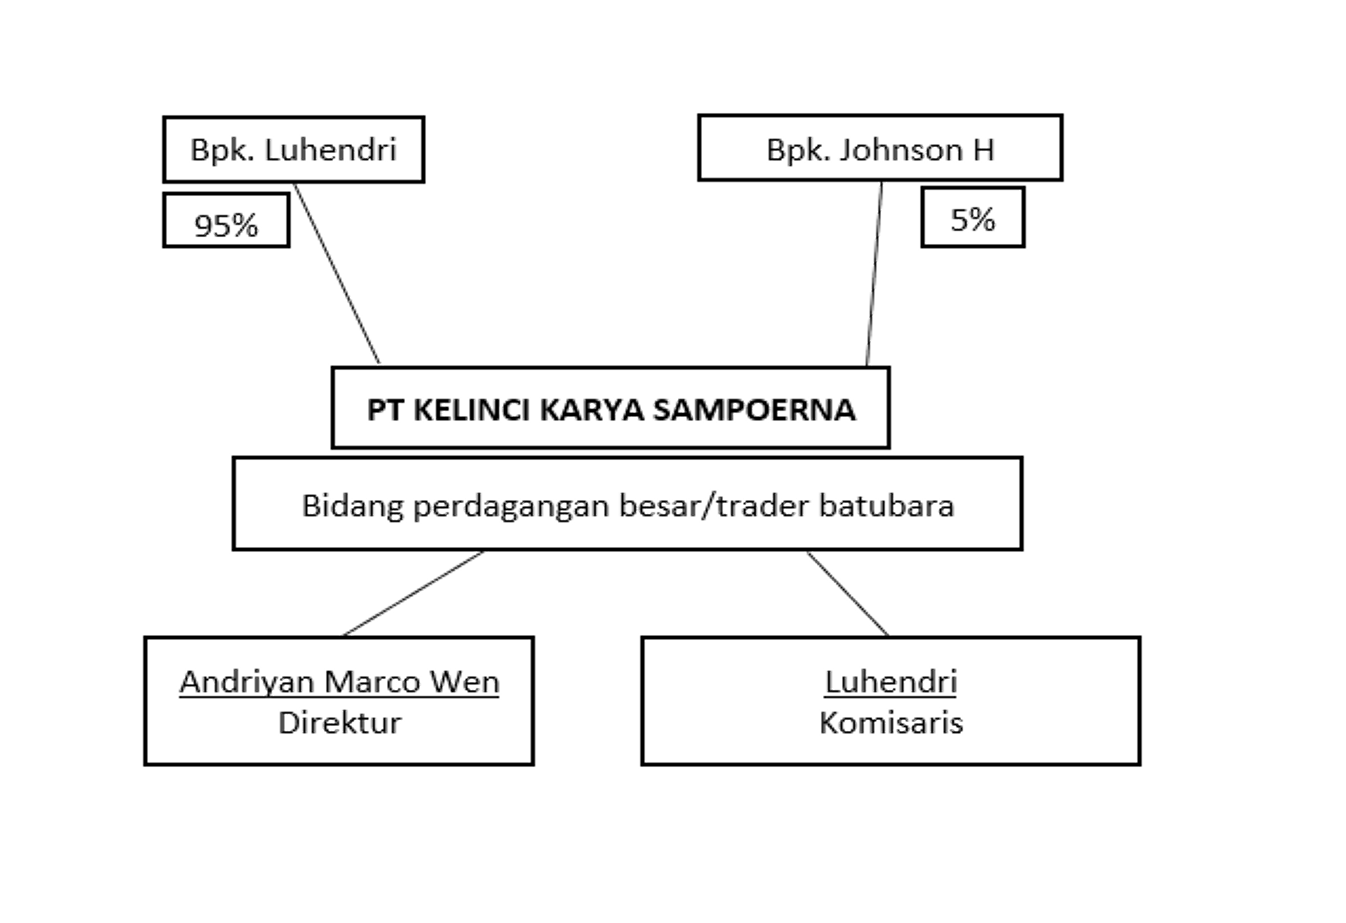 Bpk. Luhendri
Bpk. Johnson H
95%
5%
PT KELINCI KARYA SAMPOERNA
Bidang perdagangan besar/trader batubara
Andriyan Marco Wen
Direktur
Luhendri
Komisaris